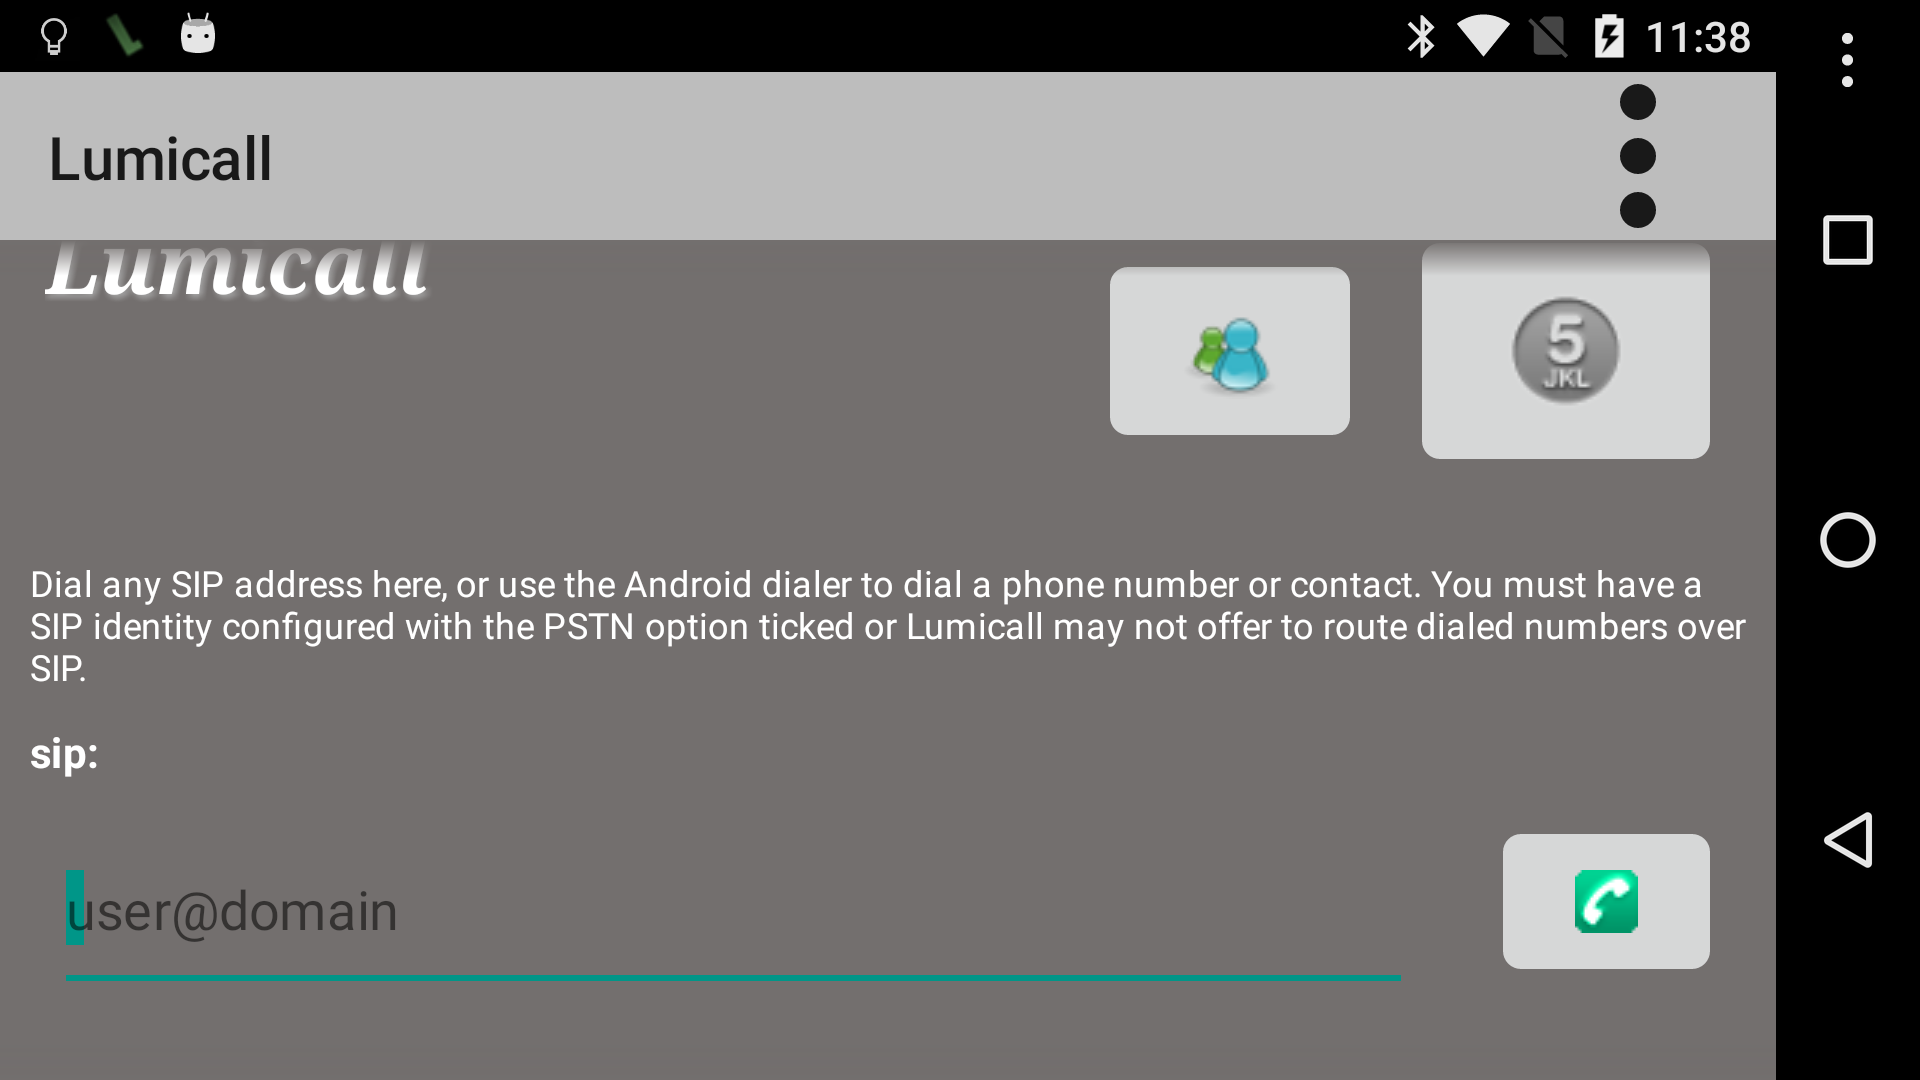 11:38
Lumicall
Lumicall
5
JKL
Dial any SIP address here, or use the Android dialer to dial a phone number or contact. You must have a
SIP identity configured with the PSTN option ticked or Lumicall may not offer to route dialed numbers over
SIP.
sip:
user@domain